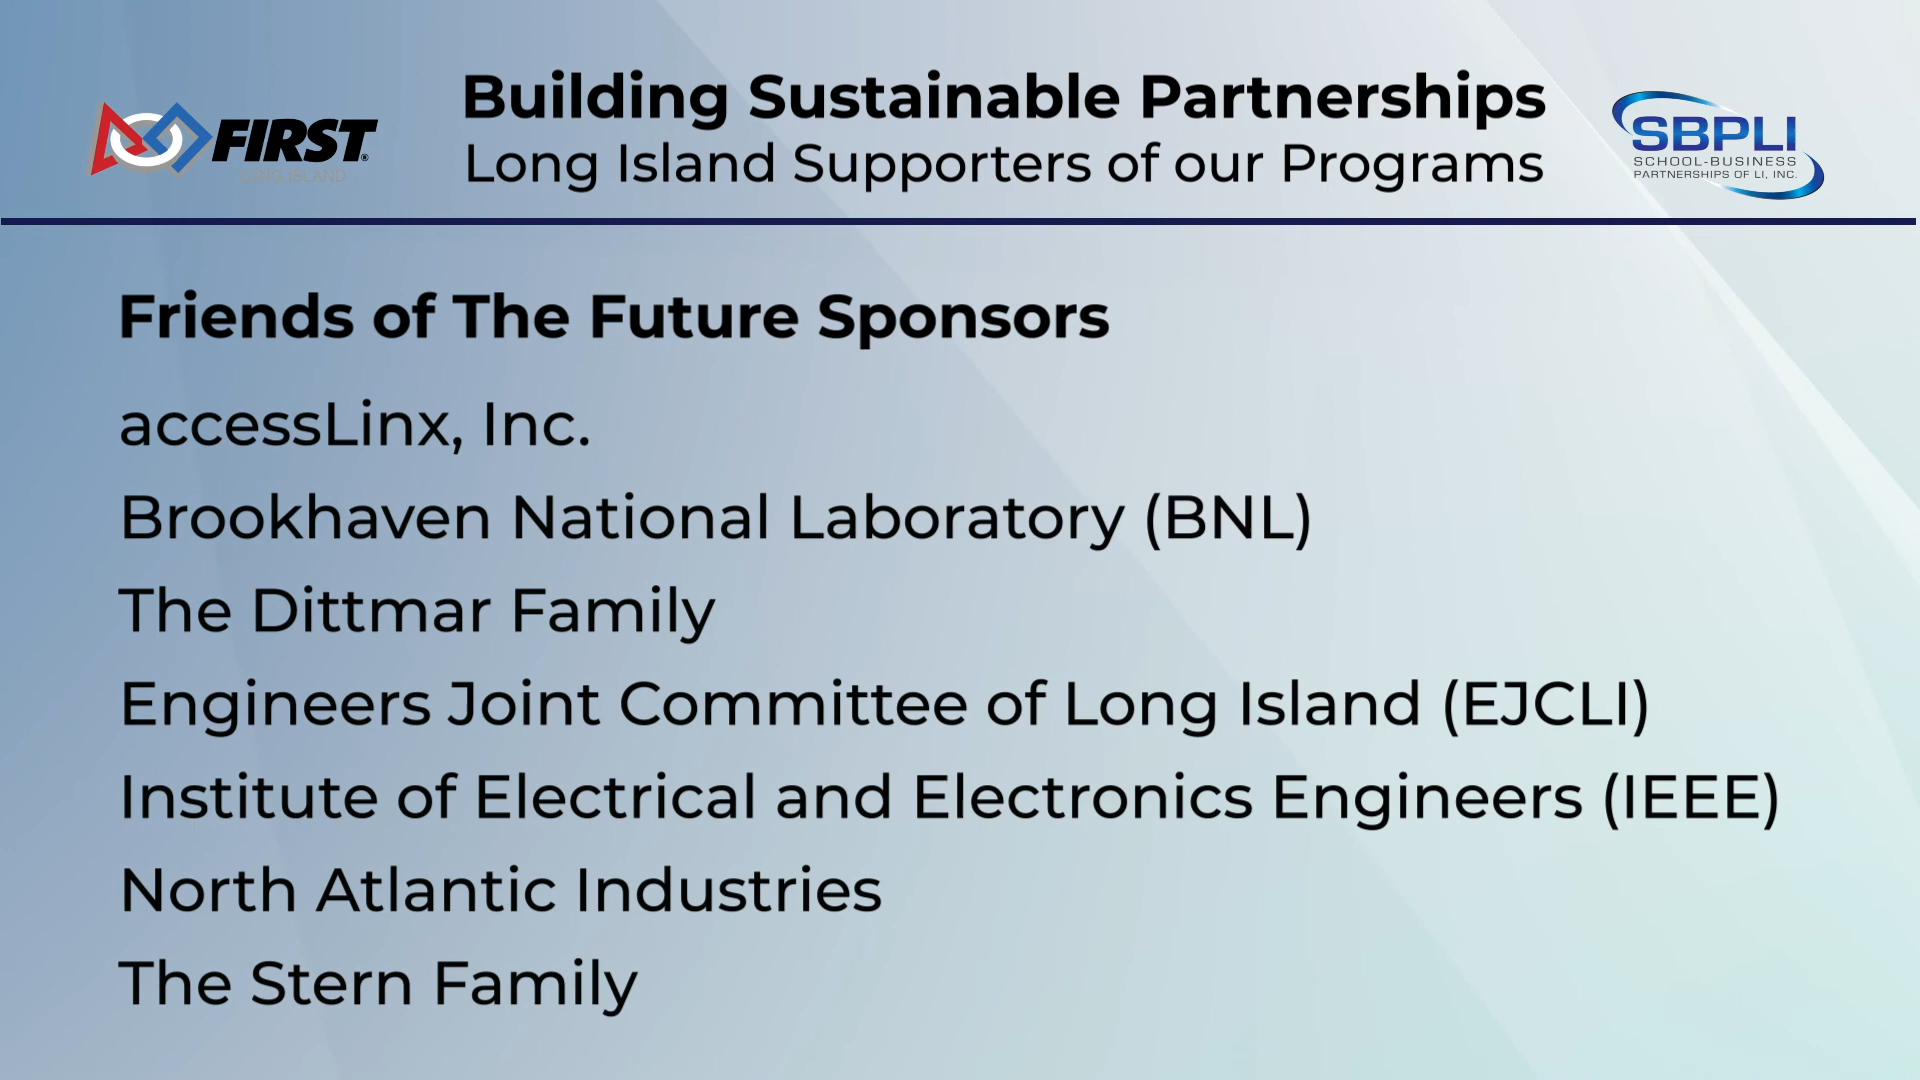 Building Sustainable Partnerships
Long Island Supporters of our Programs
FIRST®
LONG ISLAND
SBPLI
SCHOOL-BUSINESS
PARTNERSHIPS OF LI, INC.
Friends of The Future Sponsors
accessLinx, Inc.
Brookhaven National Laboratory (BNL)
The Dittmar Family
Engineers Joint Committee of Long Island (EJCLI)
Institute of Electrical and Electronics Engineers (IEEE)
North Atlantic Industries
The Stern Family